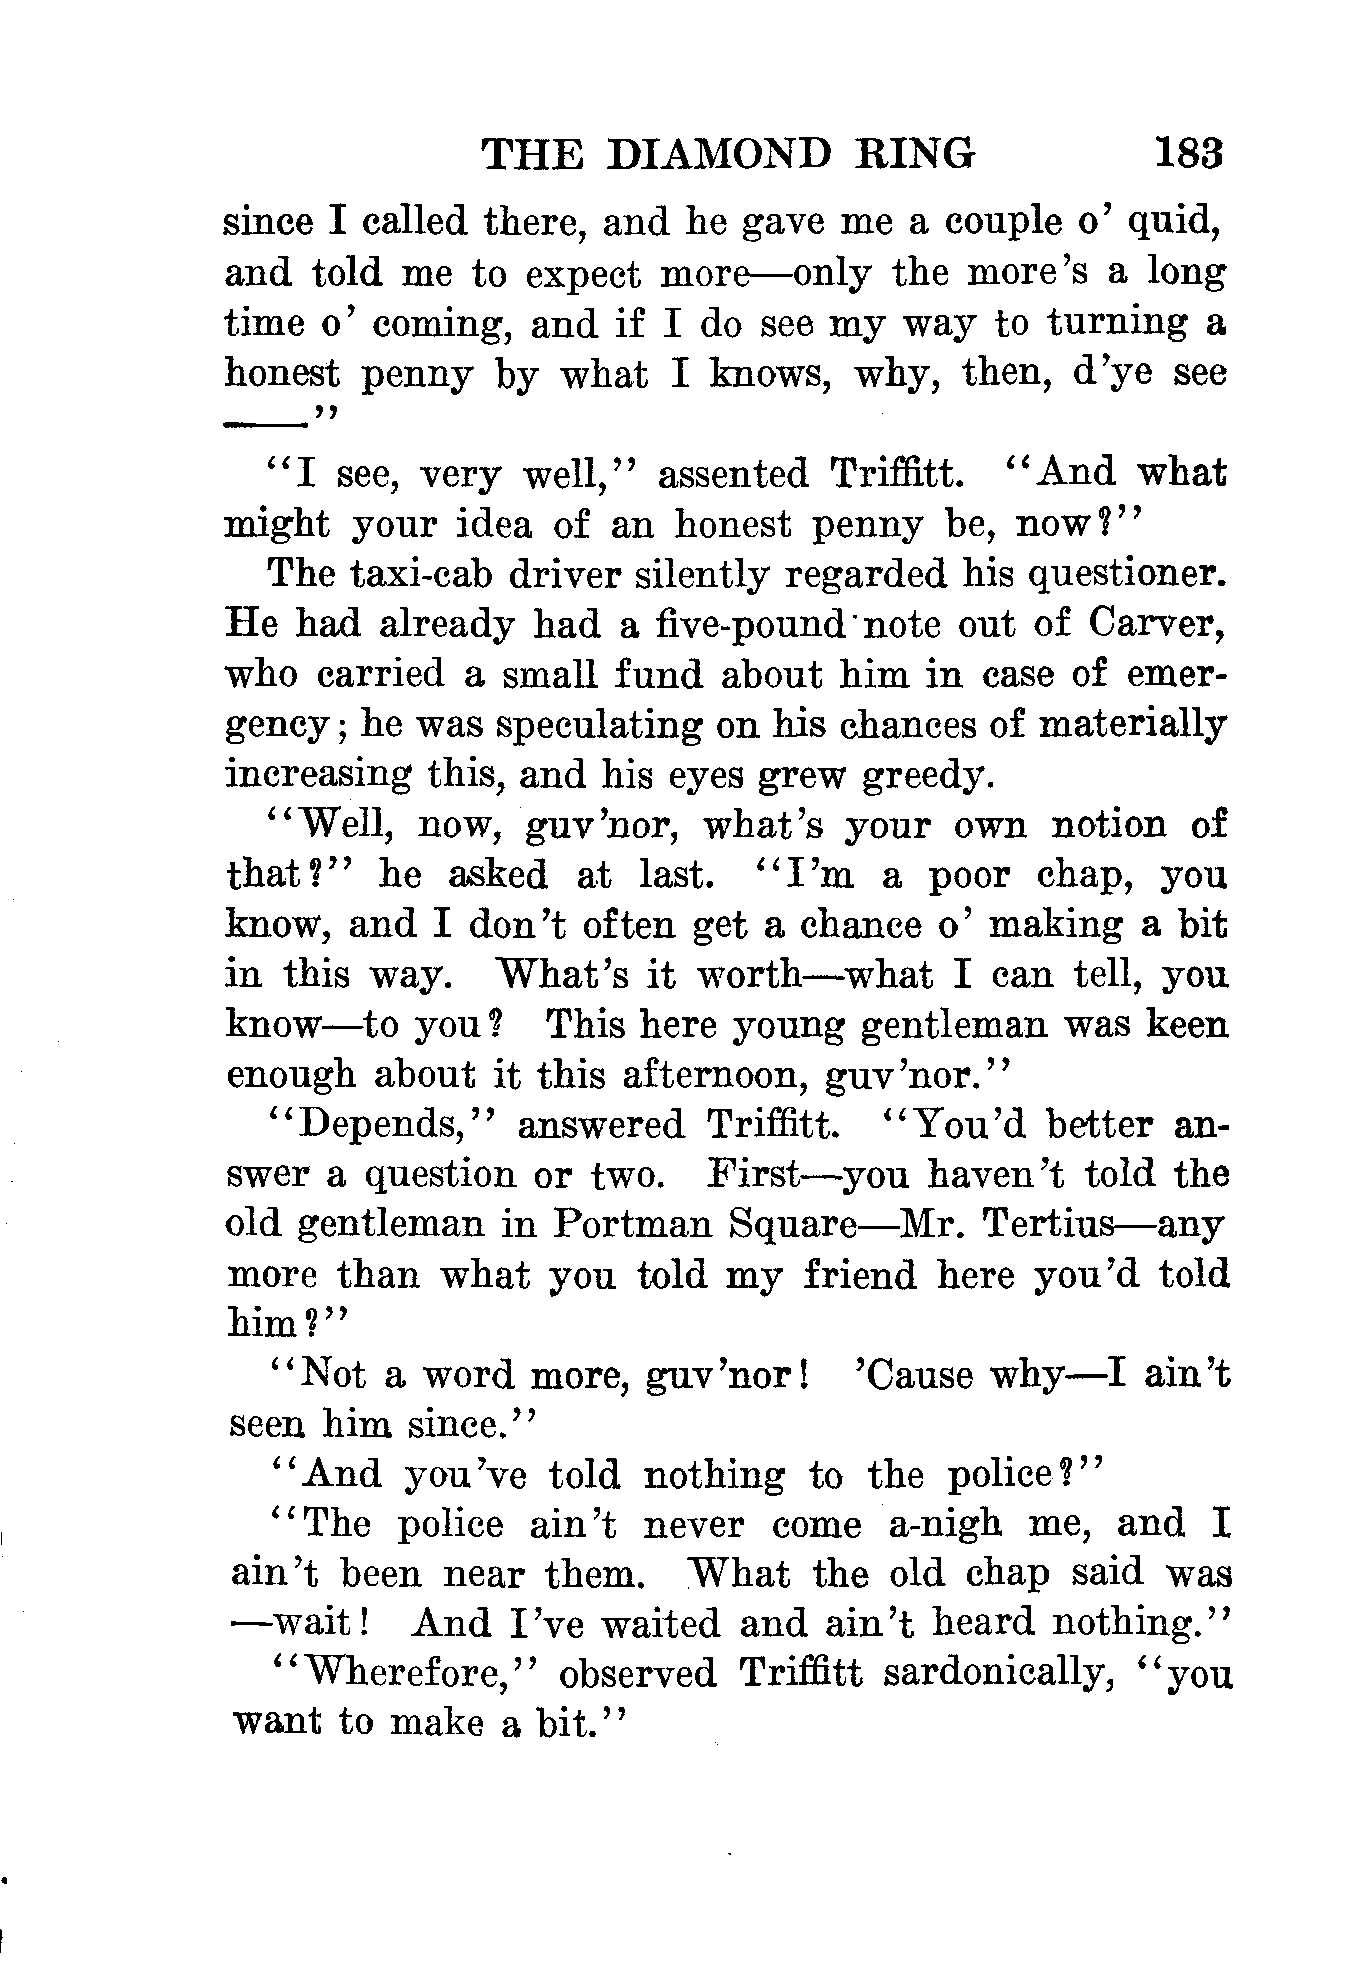 THE DIAMOND RING 183
since I called there, and he gave me a couple o' quid,
and told me to expect more—only the more's a long
time o' coming, and if I do see my way to turning a
honest penny by what I knows, why, then, d'ye see
——"
"I see, very well," assented Triffitt. "And what
might your idea of an honest penny be, now?"
The taxi-cab driver silently regarded his questioner.
He had already had a five-pound note out of Carver,
who carried a small fund about him in case of emer-
gency; he was speculating on his chances of materially
increasing this, and his eyes grew greedy.
"Well, now, guv'nor, what's your own notion of
that?" he asked at last. "I'm a poor chap, you
know, and I don't often get a chance o' making a bit
in this way. What's it worth—what I can tell, you
know—to you? This here young gentleman was keen
enough about it this afternoon, guv'nor."
"Depends," answered Triffitt. "You'd better an-
swer a question or two. First—you haven't told the
old gentleman in Portman Square—Mr. Tertius—any
more than what you told my friend here you'd told
him?"
"Not a word more, guv'nor! 'Cause why—I ain't
seen him since."
"And you've told nothing to the police?"
"The police ain't never come a-nigh me, and I
ain't been near them. What the old chap said was
—wait! And I've waited and ain't heard nothing."
"Wherefore," observed Triffitt sardonically, "you
want to make a bit."